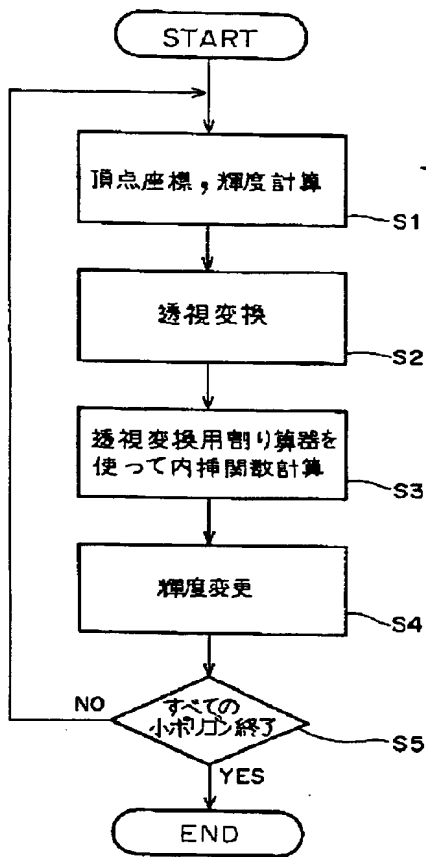 START
頂点座標,輝度計算
S1
透視変換
S2
透視変換用割り算器を
使って内挿関数計算
S3
輝度変更
S4
NO
すべての
小ポリゴン終了
S5
YES
END